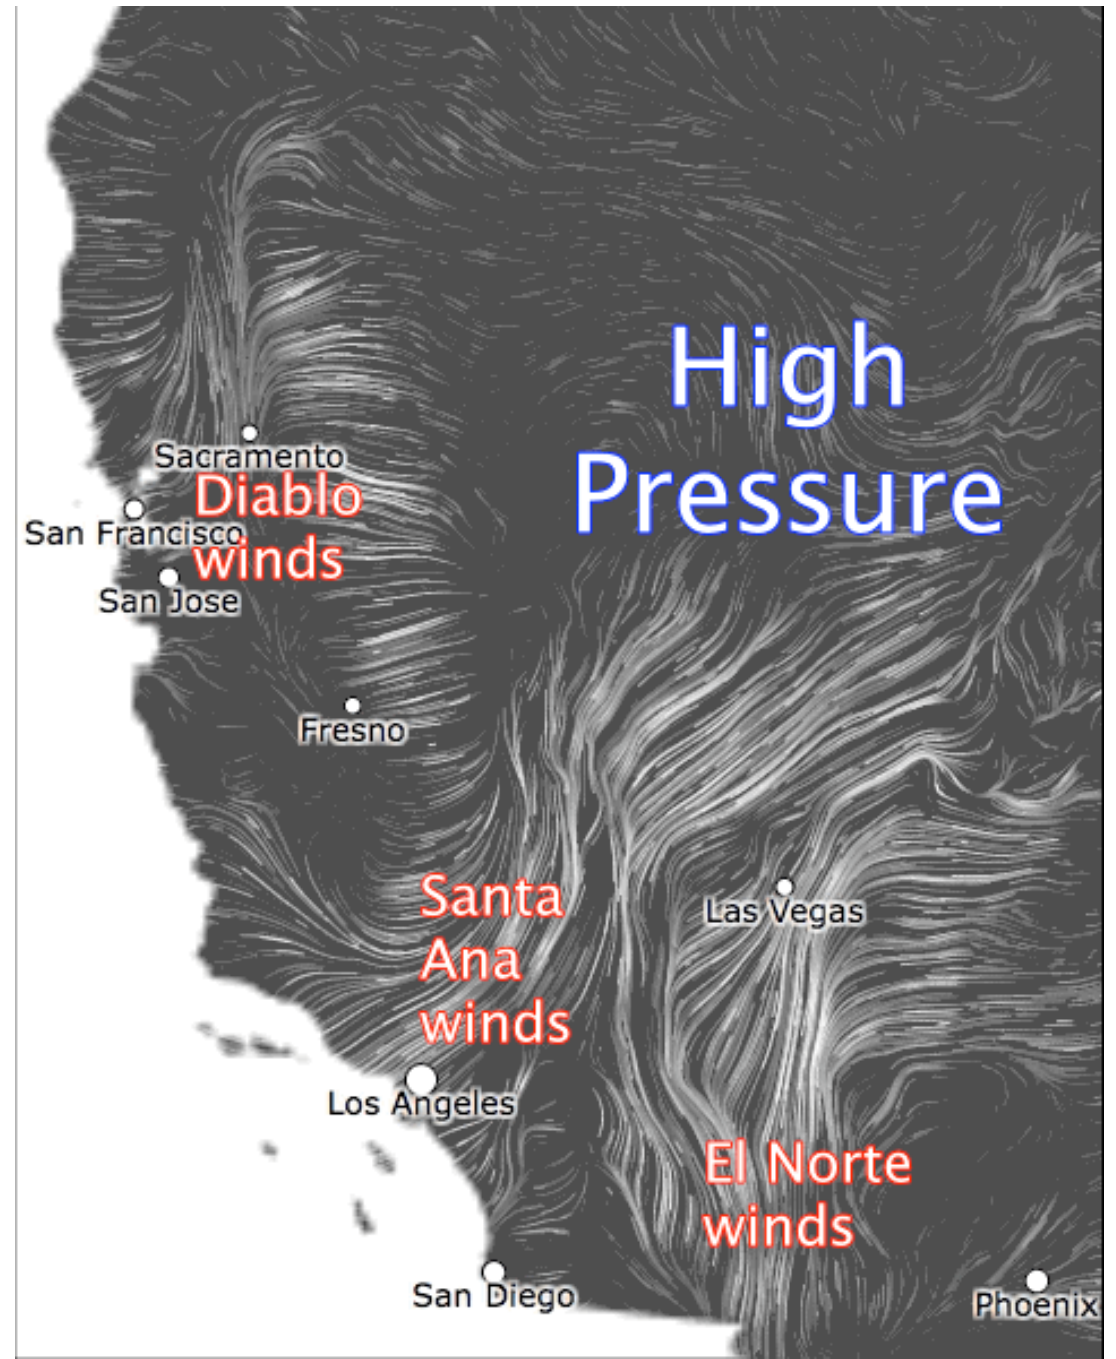 High
Pressure
Sacramento
Diablo
winds
San Francisco
San Jose
Fresno
Santa
Ana
winds
Las Vegas
Los Angeles
El Norte
winds
San Diego
Phoenix